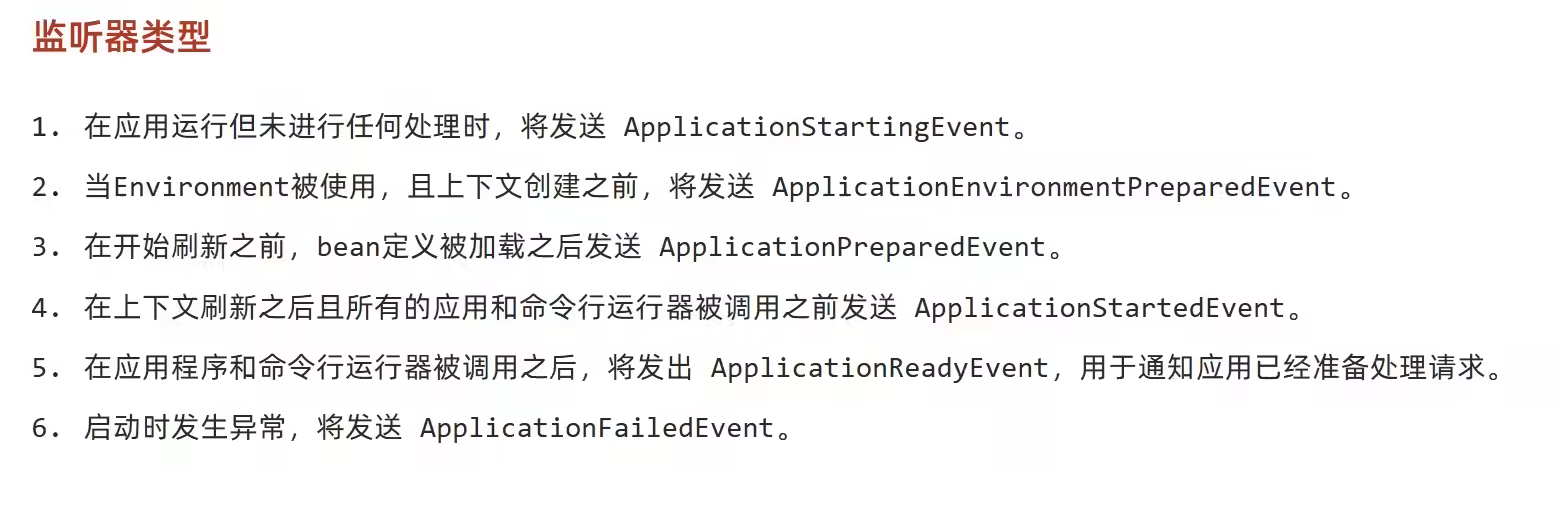 监听器类型
1. 在应用运行但未进行任何处理时，将发送 ApplicationStartingEvent。
2. 当Environment被使用，且上下文创建之前，将发送 ApplicationEnvironmentPreparedEvent。
3. 在开始刷新之前，bean定义被加载之后发送 ApplicationPreparedEvent。
4. 在上下文刷新之后且所有的应用和命令行运行器被调用之前发送 ApplicationStartedEvent。
5. 在应用程序和命令行运行器被调用之后，将发出 ApplicationReadyEvent，用于通知应用已经准备处理请求。
6. 启动时发生异常，将发送 ApplicationFailedEvent。